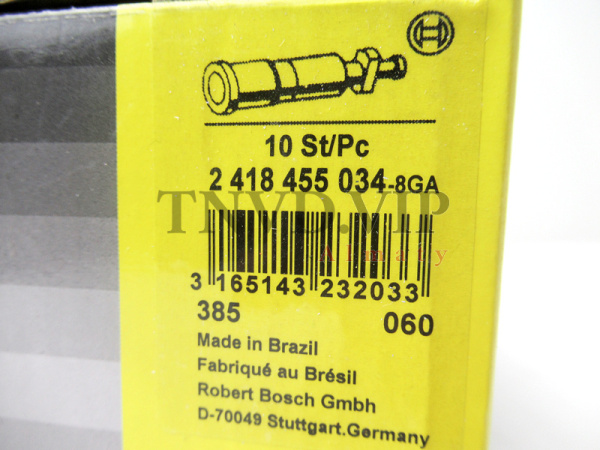 10 St/Pc
2 418 455 034-8GA
TNVD.VIP
Almaty
3 165143 232033
385 060
Made in Brazil
Fabriqué au Brésil
Robert Bosch Gmbh
D-70049 Stuttgart.Germany